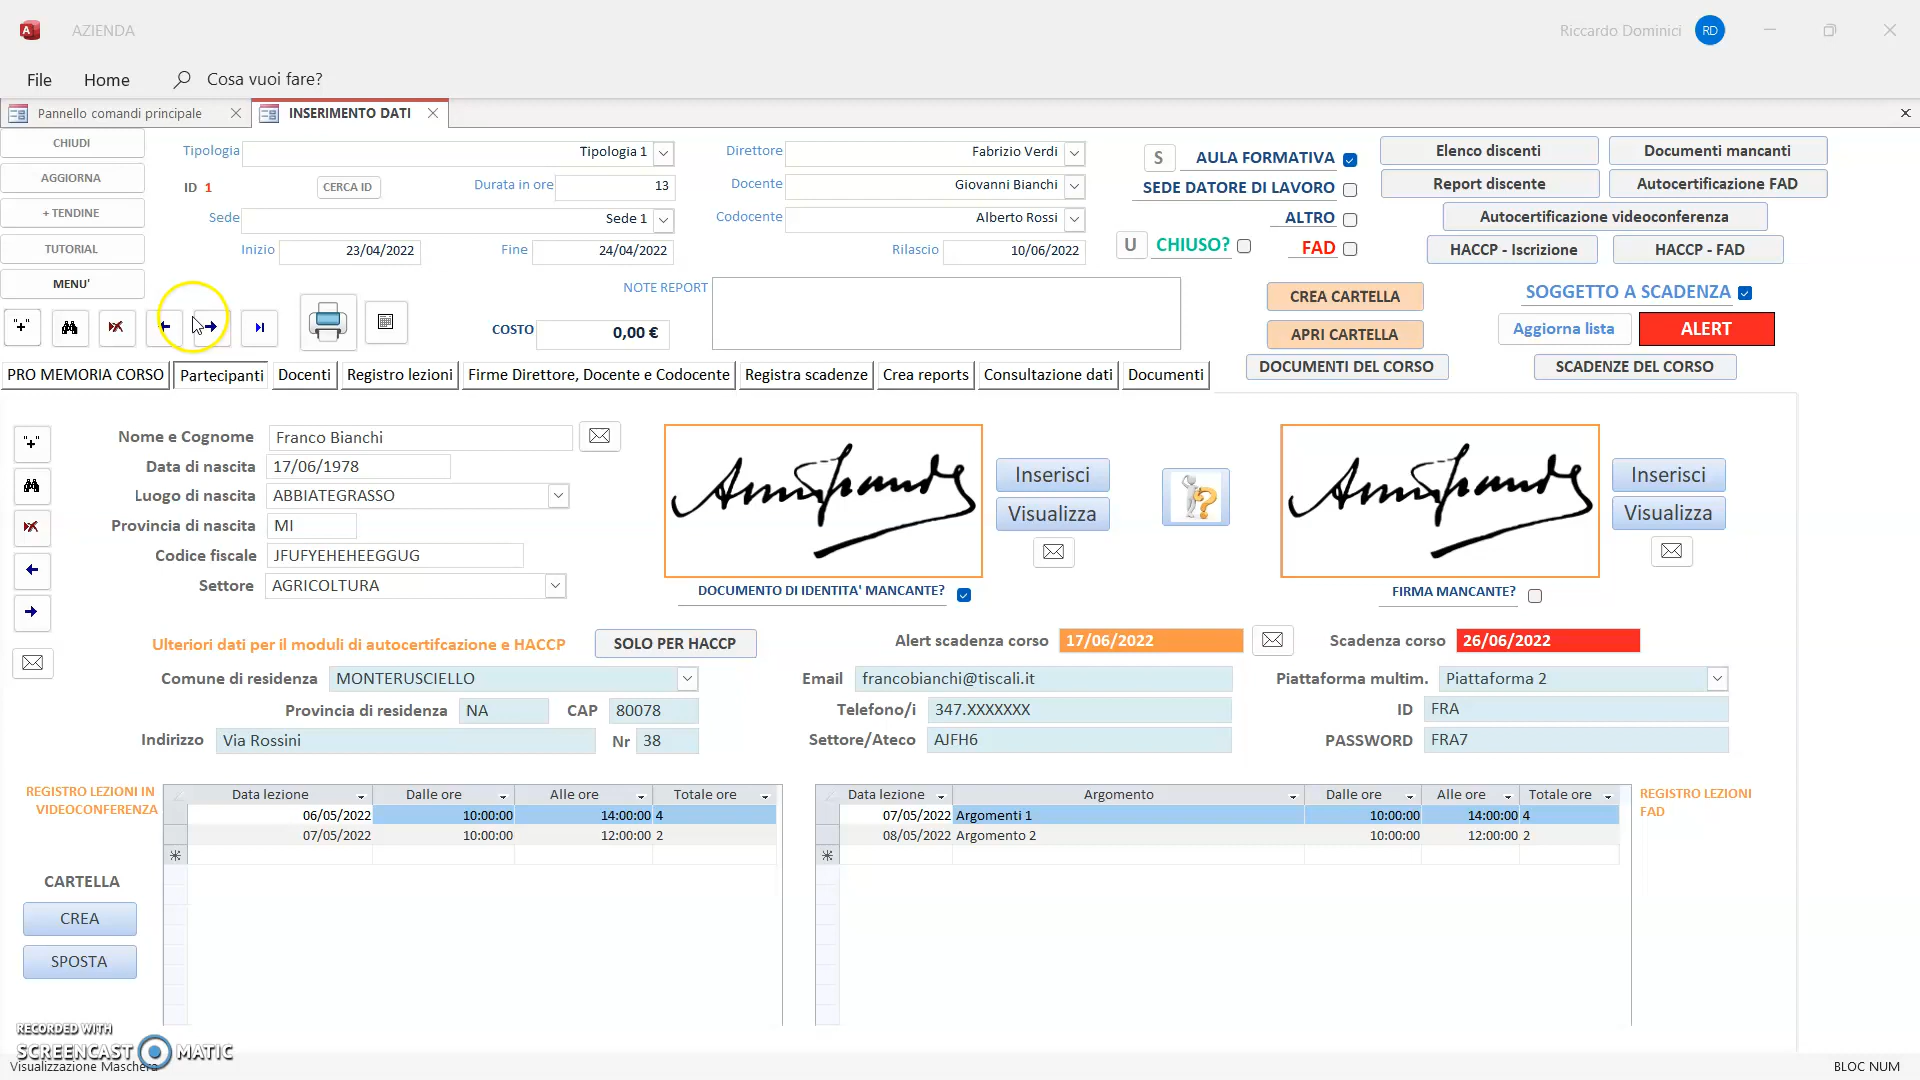 AZIENDA
Riccardo Dominici RD
File Home Cosa vuoi fare?
Pannello comandi principale INSERIMENTO DATI
CHIUDI
AGGIORNA
+ TENDINE
TUTORIAL
MENU'
Tipologia Tipologia 1
ID 1 CERCA ID Durata in ore 13
Sede Sede 1
Inizio 23/04/2022 Fine 24/04/2022
Direttore Fabrizio Verdi
Docente Giovanni Bianchi
Codocente Alberto Rossi
Rilascio 10/06/2022
S AULA FORMATIVA
SEDE DATORE DI LAVORO
ALTRO
U CHIUSO? FAD
Elenco discenti Documenti mancanti
Report discente Autocertificazione FAD
Autocertificazione videoconferenza
HACCP - Iscrizione HACCP - FAD
NOTE REPORT
COSTO 0,00 €
CREA CARTELLA
APRI CARTELLA
DOCUMENTI DEL CORSO
SOGGETTO A SCADENZA
Aggiorna lista ALERT
SCADENZE DEL CORSO
PRO MEMORIA CORSO Partecipanti Docenti Registro lezioni Firme Direttore, Docente e Codocente Registra scadenze Crea reports Consultazione dati Documenti
Nome e Cognome Franco Bianchi
Data di nascita 17/06/1978
Luogo di nascita ABBIATEGRASSO
Provincia di nascita MI
Codice fiscale JFUFYEHEHEEGGUG
Settore AGRICOLTURA
Inserisci
Visualizza
DOCUMENTO DI IDENTITA' MANCANTE?
Inserisci
Visualizza
FIRMA MANCANTE?
Ulteriori dati per il moduli di autocertifcazione e HACCP SOLO PER HACCP
Alert scadenza corso 17/06/2022 Scadenza corso 26/06/2022
Comune di residenza MONTERUSCIELLO
Provincia di residenza NA CAP 80078
Indirizzo Via Rossini Nr 38
Email francobianchi@tiscali.it
Telefono/i 347.XXXXXXX
Settore/Ateco AJFH6
Piattaforma multim. Piattaforma 2
ID FRA
PASSWORD FRA7
REGISTRO LEZIONI IN
VIDEOCONFERENZA
Data lezione Dalle ore Alle ore Totale ore
06/05/2022 10:00:00 14:00:00 4
07/05/2022 10:00:00 12:00:00 2
Data lezione Argomento Dalle ore Alle ore Totale ore
07/05/2022 Argomenti 1 10:00:00 14:00:00 4
08/05/2022 Argomento 2 10:00:00 12:00:00 2
REGISTRO LEZIONI
FAD
CARTELLA
CREA
SPOSTA
RECORDED WITH
SCREENCAST MATIC
Visualizzazione Maschera
BLOC NUM